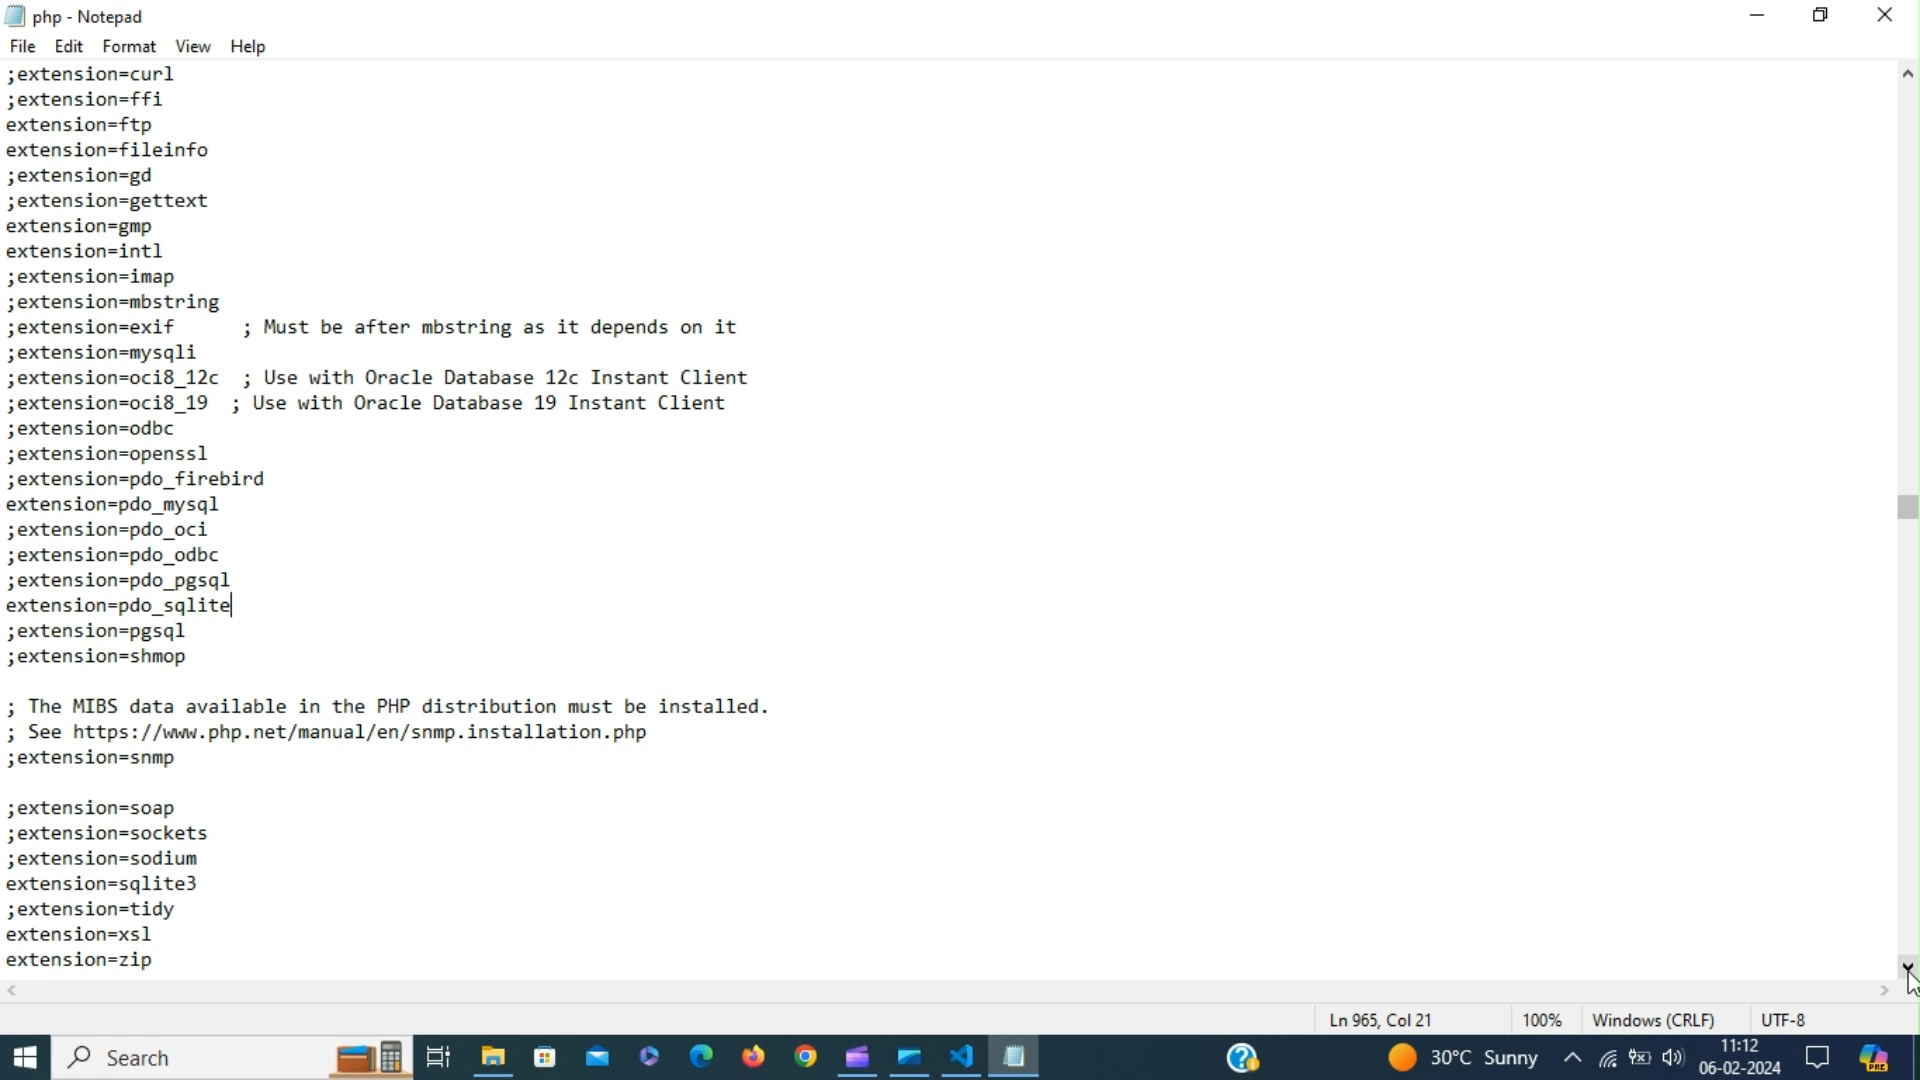 php - Notepad
File Edit Format View Help
;extension=curl
;extension=ffi
extension=ftp
extension=fileinfo
;extension=gd
;extension=gettext
extension=gmp
extension=intl
;extension=imap
;extension=mbstring
;extension=exif      ; Must be after mbstring as it depends on it
;extension=mysqli
;extension=oci8_12c  ; Use with Oracle Database 12c Instant Client
;extension=oci8_19  ; Use with Oracle Database 19 Instant Client
;extension=odbc
;extension=openssl
;extension=pdo_firebird
extension=pdo_mysql
;extension=pdo_oci
;extension=pdo_odbc
;extension=pdo_pgsql
extension=pdo_sqlite
;extension=pgsql
;extension=shmop
; The MIBS data available in the PHP distribution must be installed.
; See https://www.php.net/manual/en/snmp.installation.php
;extension=snmp
;extension=soap
;extension=sockets
;extension=sodium
extension=sqlite3
;extension=tidy
extension=xsl
extension=zip
Ln 965, Col 21 100% Windows (CRLF) UTF-8
Search 30°C Sunny 11:12
06-02-2024 PRE